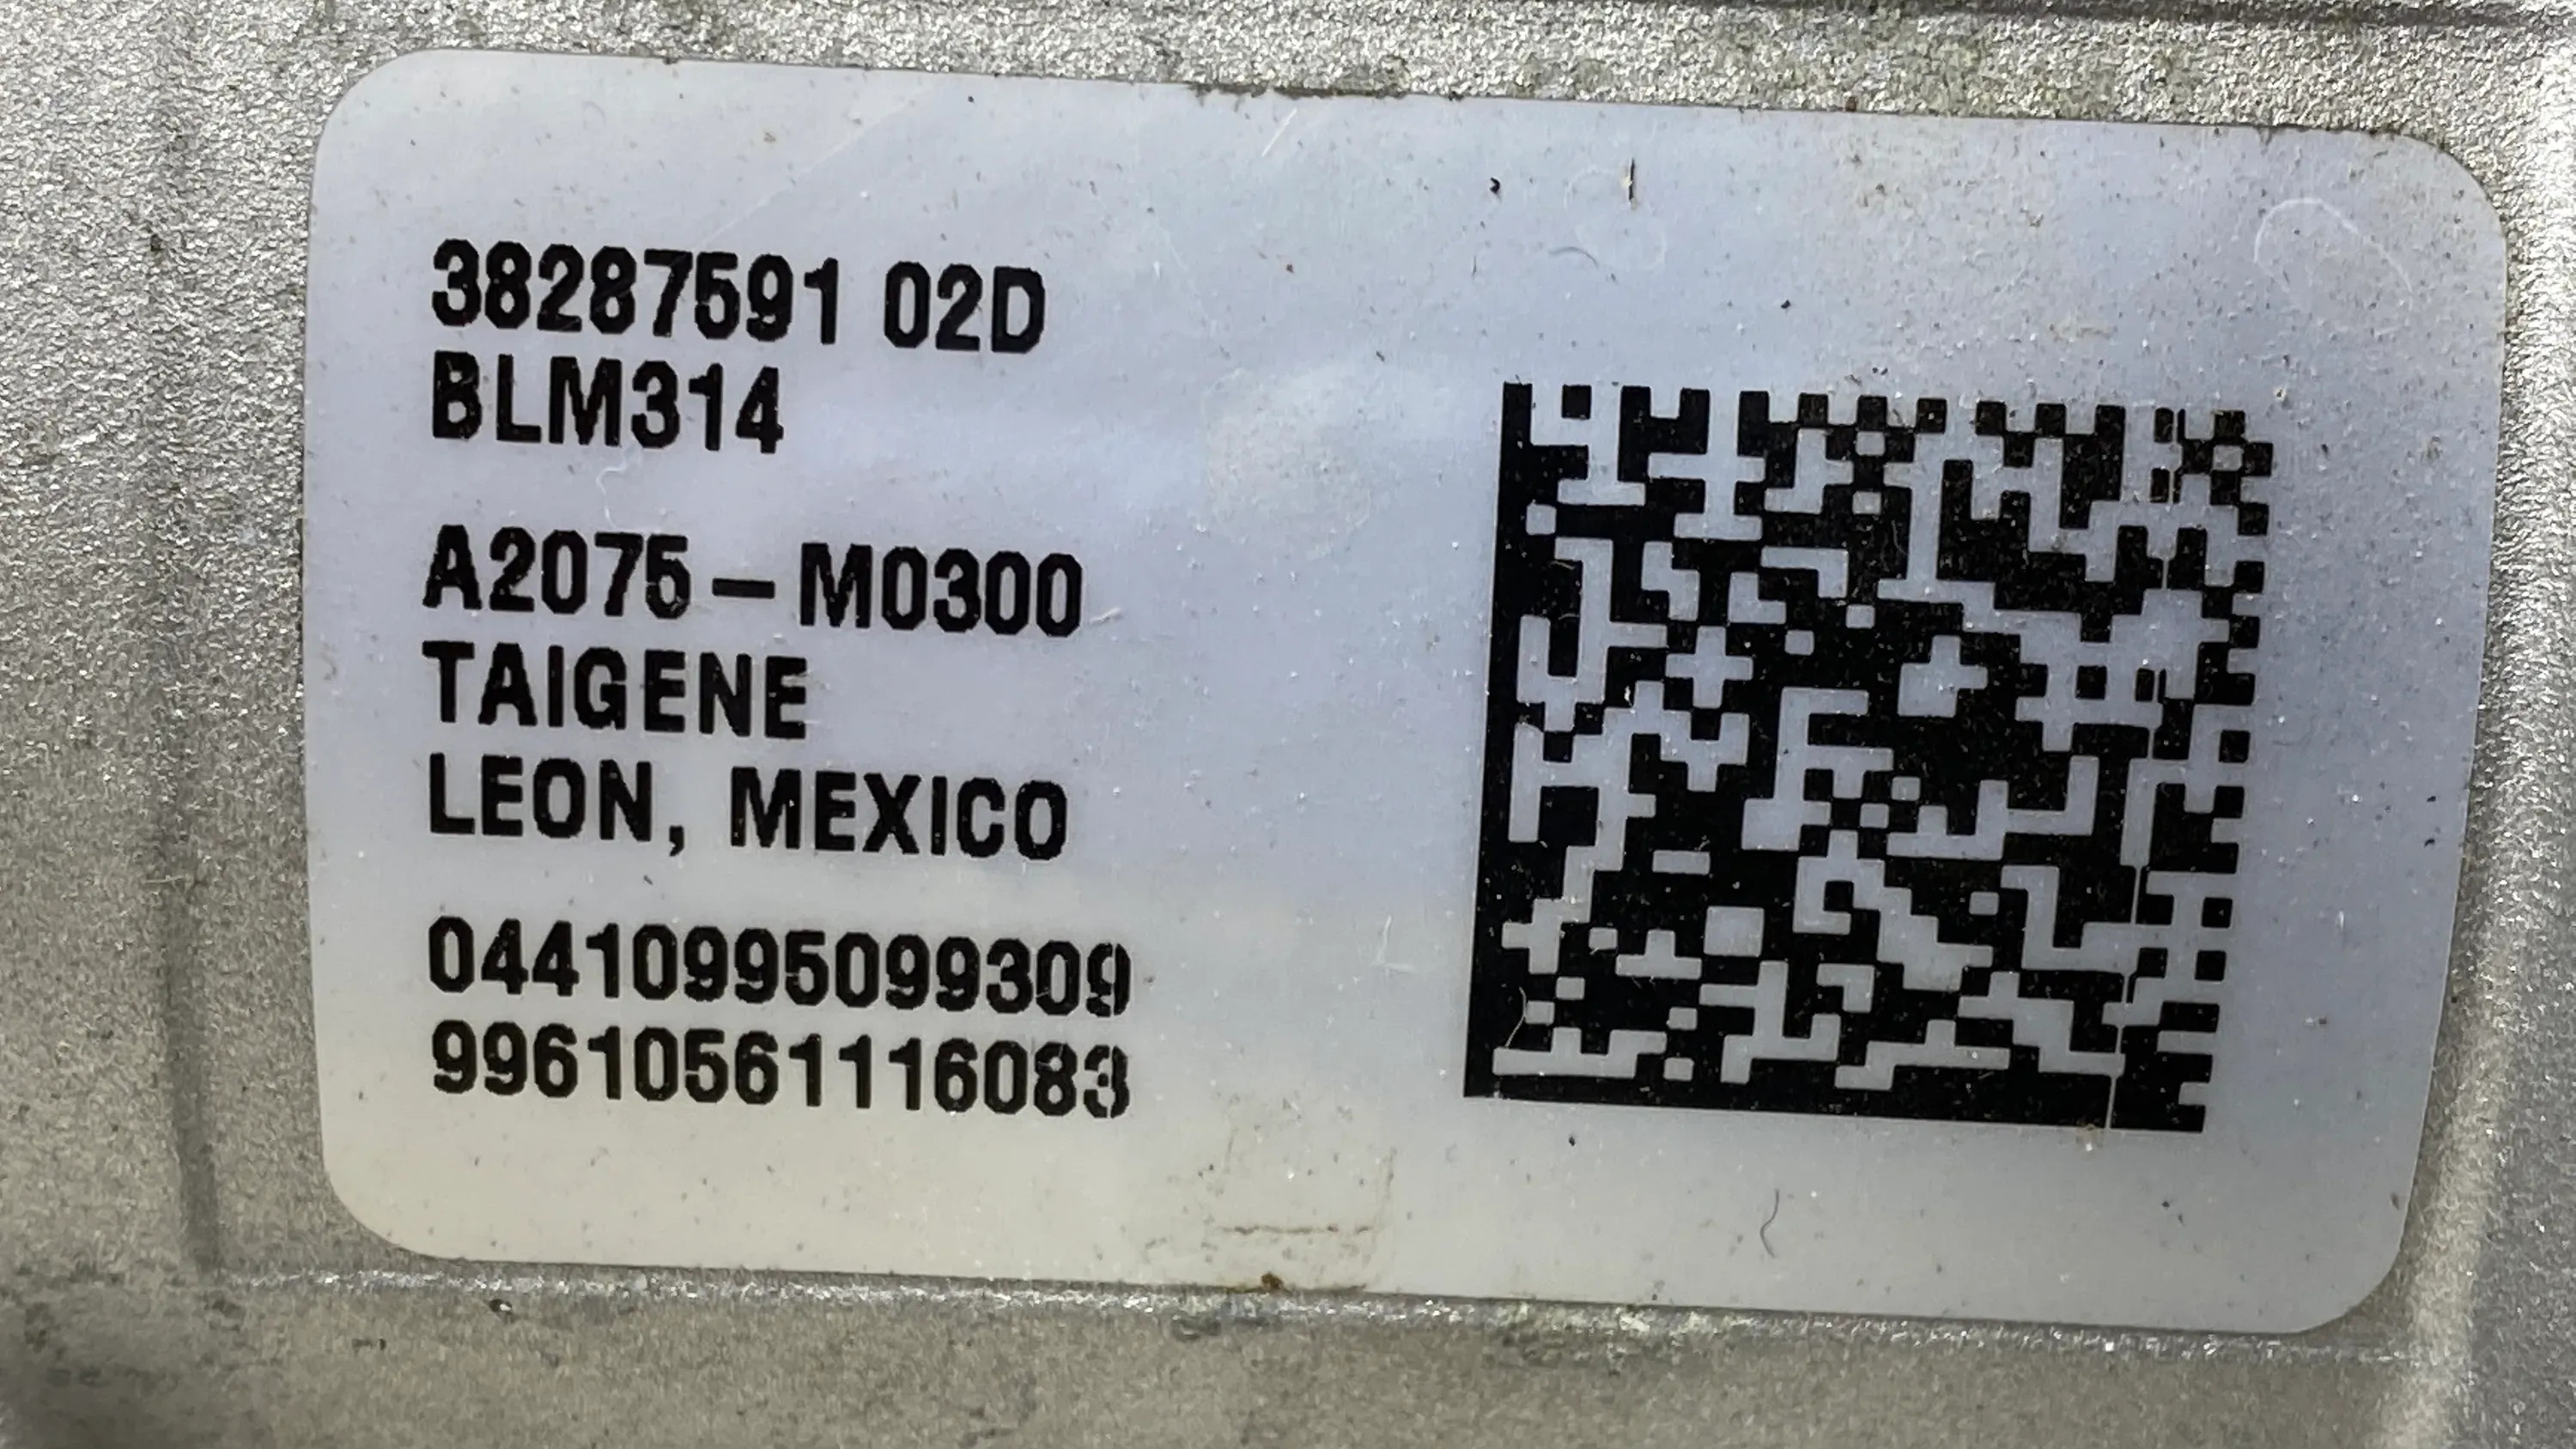 38287591 02D
BLM314
A2075-M0300
TAIGENE
LEON, MEXICO
04410995099309
99610561116083